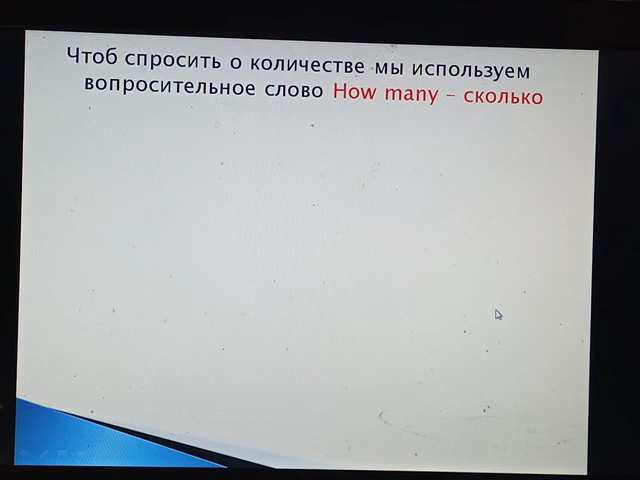 Чтоб спросить о количестве мы используем
вопросительное слово How many – сколько